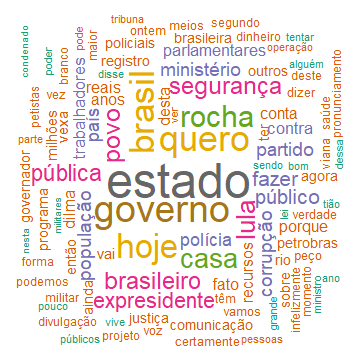 tribuna
ontem meios segundo
policiais brasileira dinheiro tentar
condenado
poder
branco
pode
maior
parlamentares operação
registro ministério outros alguém
disse
deste
petistas
vez
trabalhadores
reais
anos
brasil
segurança
dizer
desta
ver
rocha
conta
parte
milhões
vexa
país
povo
quero
ter
contra
viana
saúde
pronunciamento
dessa
partido
sendo bom
pública
estado
fazer agora
nesta
governador
programa
militares
dilma
população
governo
lula
público
lei
tião
polícia
corrupção
verdade
porque
forma
então
vai
hoje
casa
recursos
petrobras
rio
peço
podemos
ainda
brasileiro
sobre
infelizmente
momento
ministro
ano
pouco
militar
expresidente
fato
têm
vamos
grande
divulgação
vive
justiça
comunicação
públicos
projeto
voz
certamente
pessoas